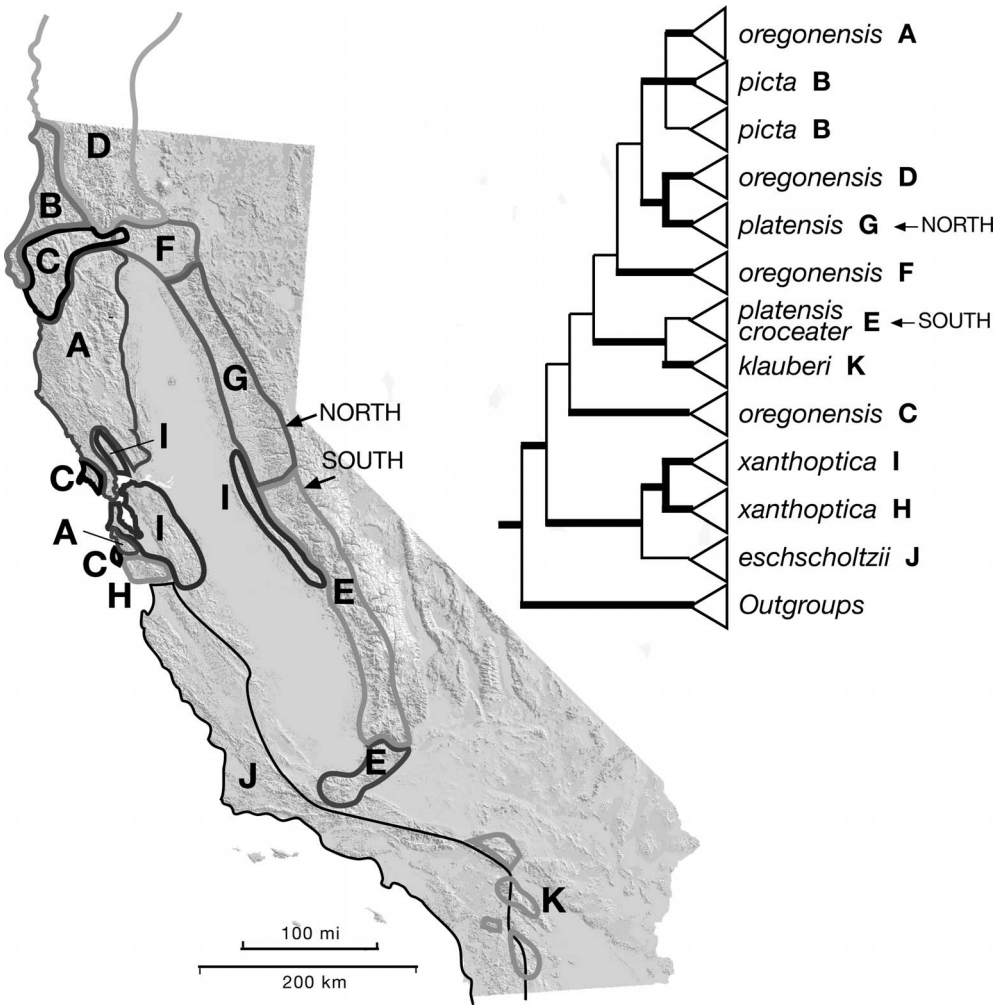 oregonensis A
picta B
picta B
oregonensis D
platensis G ← NORTH
oregonensis F
platensis
croceater E ← SOUTH
klauberi K
oregonensis C
xanthoptica I
xanthoptica H
eschscholtzii J
Outgroups
D
B
F
C
A
G
NORTH
I
SOUTH
C
I
I
A
C
H
E
E
J
K
100 mi
200 km